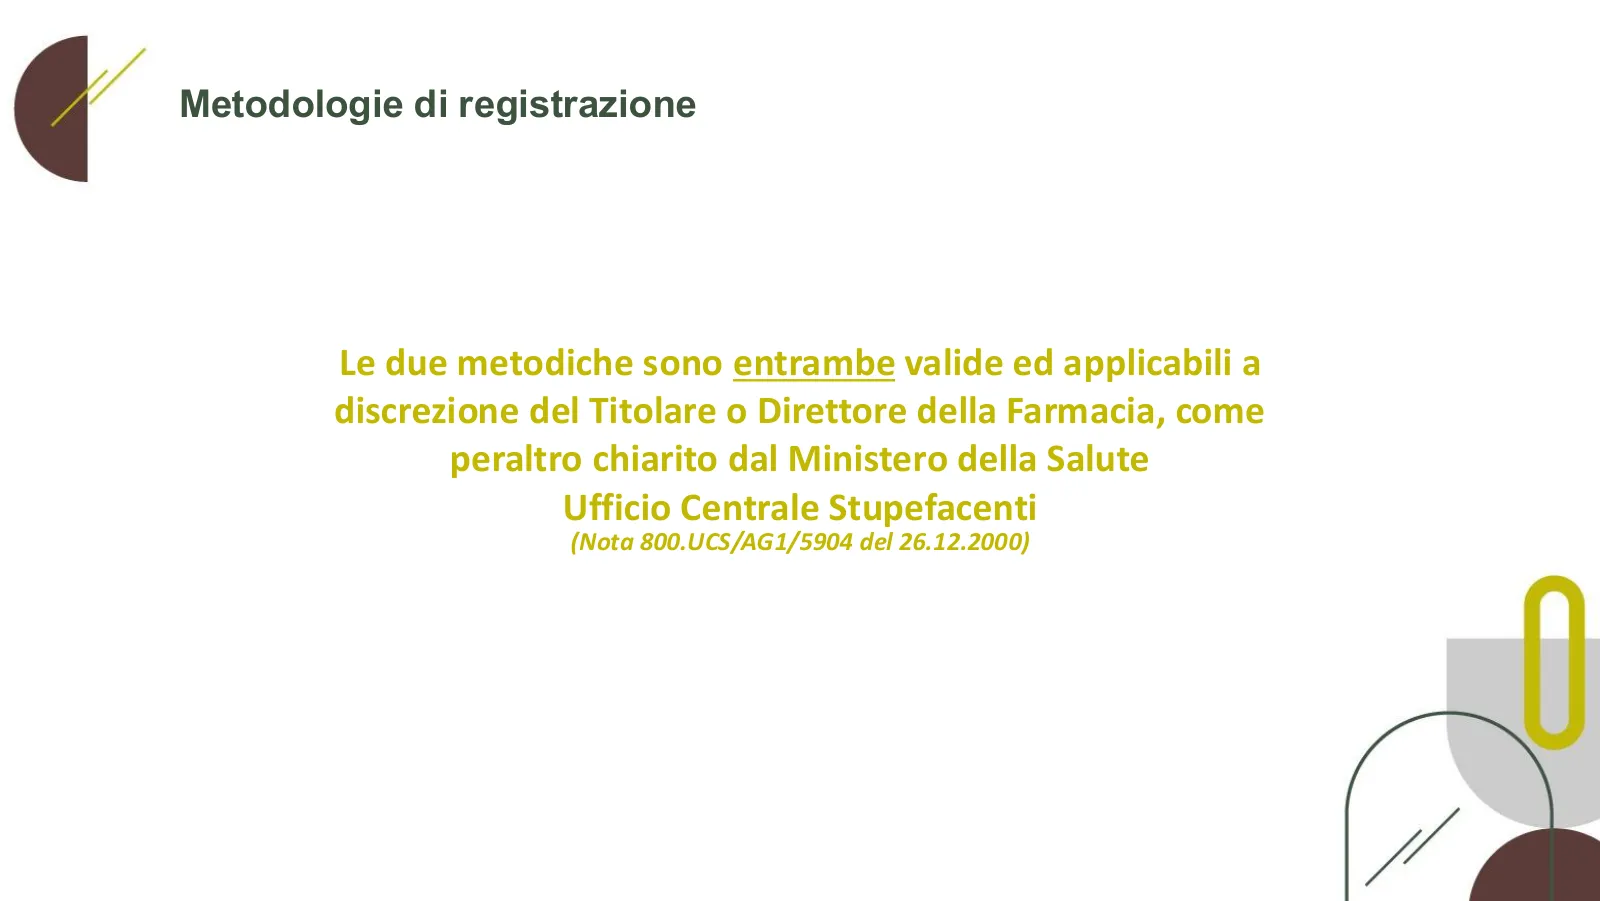 Metodologie di registrazione
Le due metodiche sono entrambe valide ed applicabili a
discrezione del Titolare o Direttore della Farmacia, come
peraltro chiarito dal Ministero della Salute
Ufficio Centrale Stupefacenti
(Nota 800.UCS/AG1/5904 del 26.12.2000)